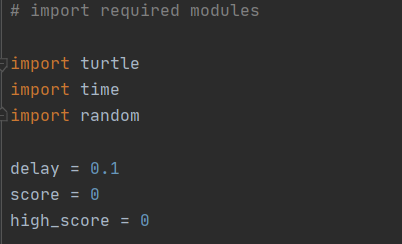 # import required modules
import turtle
import time
import random
delay = 0.1
score = 0
high_score = 0